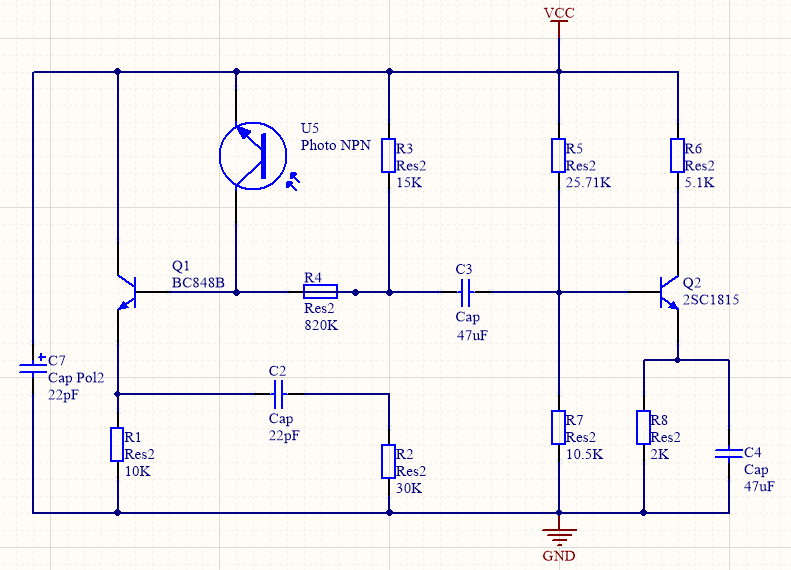 VCC
U5
Photo NPN
R3
Res2
15K
R5
Res2
25.71K
R6
Res2
5.1K
Q1
BC848B
R4
Res2
820K
C3
Cap
47uF
Q2
2SC1815
C7
Cap Pol2
22pF
C2
Cap
22pF
R1
Res2
10K
R2
Res2
30K
R7
Res2
10.5K
R8
Res2
2K
C4
Cap
47uF
GND